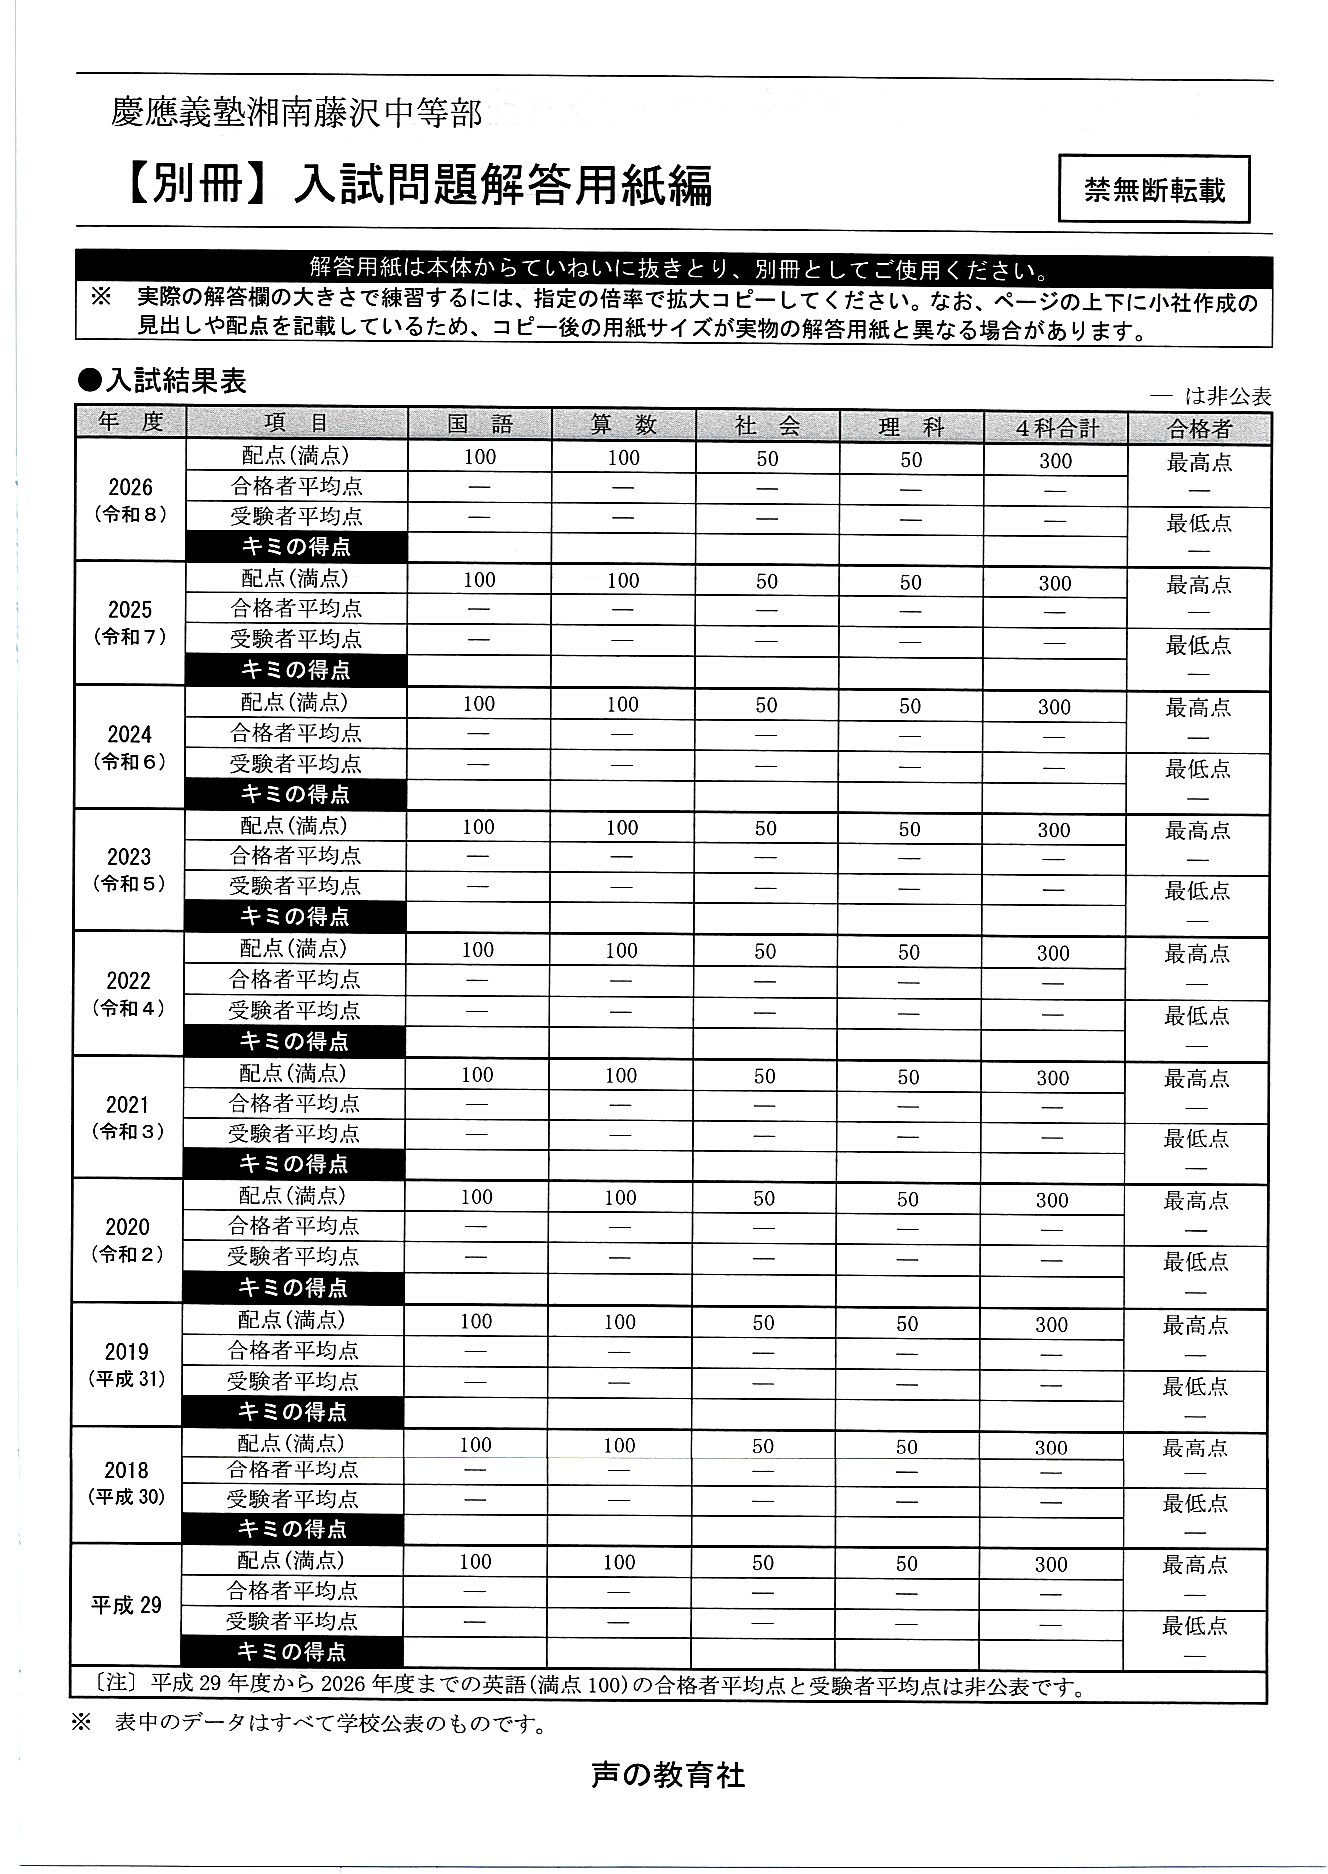 慶應義塾湘南藤沢中等部
【別冊】入試問題解答用紙編
禁無断転載
解答用紙は本体からていねいに抜きとり、別冊としてご使用ください。
※ 実際の解答欄の大きさで練習するには、指定の倍率で拡大コピーしてください。なお、ページの上下に小社作成の
見出しや配点を記載しているため、コピー後の用紙サイズが実物の解答用紙と異なる場合があります。
●入試結果表
― は非公表
年 度 項 目 国 語 算 数 社 会 理 科 4科合計 合格者
2026 (令和8)
配点(満点) 100 100 50 50 300 最高点
合格者平均点 ― ― ― ― ― ―
受験者平均点 ― ― ― ― ― 最低点
キミの得点 ―
2025 (令和7)
配点(満点) 100 100 50 50 300 最高点
合格者平均点 ― ― ― ― ― ―
受験者平均点 ― ― ― ― ― 最低点
キミの得点 ―
2024 (令和6)
配点(満点) 100 100 50 50 300 最高点
合格者平均点 ― ― ― ― ― ―
受験者平均点 ― ― ― ― ― 最低点
キミの得点 ―
2023 (令和5)
配点(満点) 100 100 50 50 300 最高点
合格者平均点 ― ― ― ― ― ―
受験者平均点 ― ― ― ― ― 最低点
キミの得点 ―
2022 (令和4)
配点(満点) 100 100 50 50 300 最高点
合格者平均点 ― ― ― ― ― ―
受験者平均点 ― ― ― ― ― 最低点
キミの得点 ―
2021 (令和3)
配点(満点) 100 100 50 50 300 最高点
合格者平均点 ― ― ― ― ― ―
受験者平均点 ― ― ― ― ― 最低点
キミの得点 ―
2020 (令和2)
配点(満点) 100 100 50 50 300 最高点
合格者平均点 ― ― ― ― ― ―
受験者平均点 ― ― ― ― ― 最低点
キミの得点 ―
2019 (平成31)
配点(満点) 100 100 50 50 300 最高点
合格者平均点 ― ― ― ― ― ―
受験者平均点 ― ― ― ― ― 最低点
キミの得点 ―
2018 (平成30)
配点(満点) 100 100 50 50 300 最高点
合格者平均点 ― ― ― ― ― ―
受験者平均点 ― ― ― ― ― 最低点
キミの得点 ―
平成29
配点(満点) 100 100 50 50 300 最高点
合格者平均点 ― ― ― ― ― ―
受験者平均点 ― ― ― ― ― 最低点
キミの得点 ―
〔注〕平成29年度から2026年度までの英語(満点100)の合格者平均点と受験者平均点は非公表です。
※ 表中のデータはすべて学校公表のものです。
声の教育社